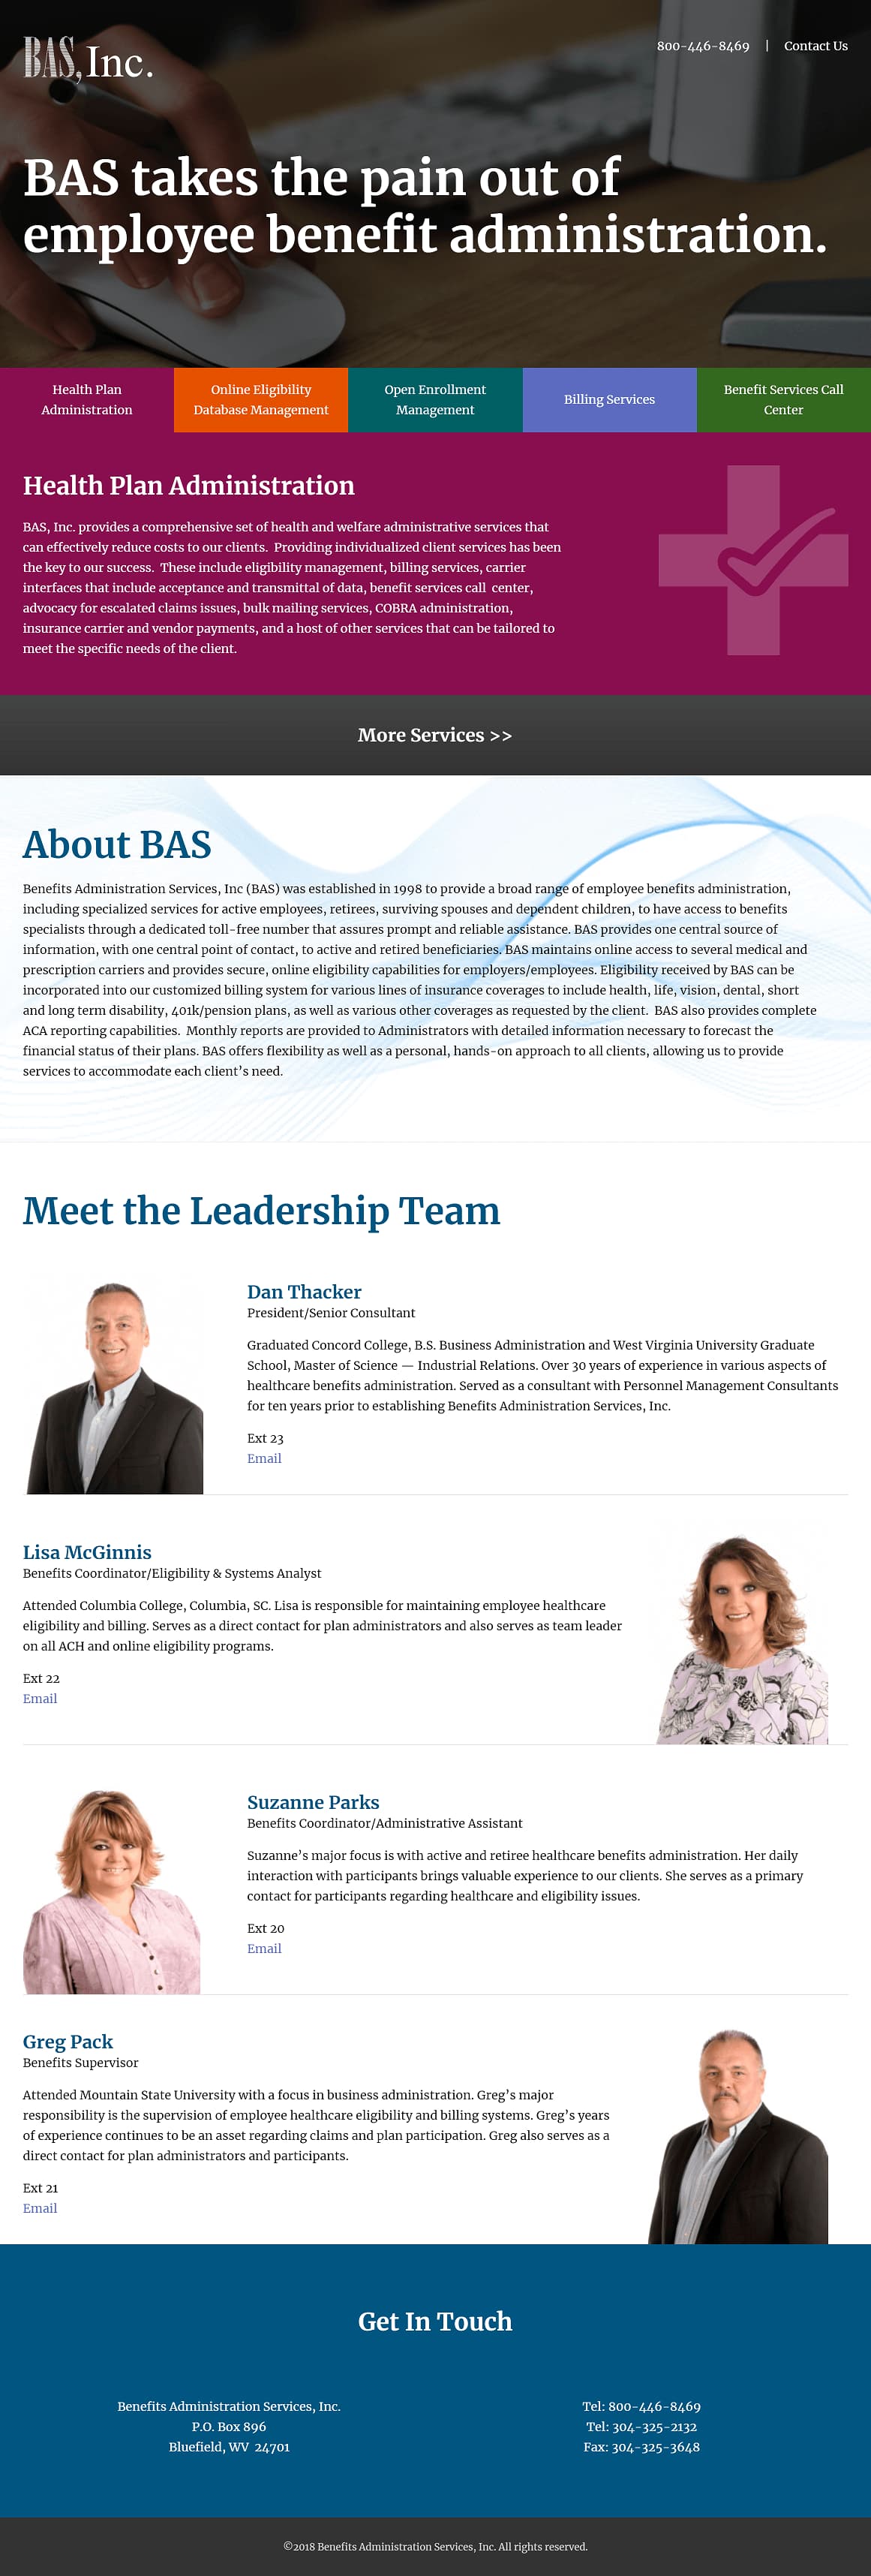 BAS, Inc.
800-446-8469 | Contact Us
BAS takes the pain out of
employee benefit administration.
Health Plan
Administration
Online Eligibility
Database Management
Open Enrollment
Management
Billing Services
Benefit Services Call
Center
Health Plan Administration
BAS, Inc. provides a comprehensive set of health and welfare administrative services that
can effectively reduce costs to our clients.  Providing individualized client services has been
the key to our success.  These include eligibility management, billing services, carrier
interfaces that include acceptance and transmittal of data, benefit services call  center,
advocacy for escalated claims issues, bulk mailing services, COBRA administration,
insurance carrier and vendor payments, and a host of other services that can be tailored to
meet the specific needs of the client.
More Services >>
About BAS
Benefits Administration Services, Inc (BAS) was established in 1998 to provide a broad range of employee benefits administration,
including specialized services for active employees, retirees, surviving spouses and dependent children, to have access to benefits
specialists through a dedicated toll-free number that assures prompt and reliable assistance. BAS provides one central source of
information, with one central point of contact, to active and retired beneficiaries. BAS maintains online access to several medical and
prescription carriers and provides secure, online eligibility capabilities for employers/employees. Eligibility received by BAS can be
incorporated into our customized billing system for various lines of insurance coverages to include health, life, vision, dental, short
and long term disability, 401k/pension plans, as well as various other coverages as requested by the client.  BAS also provides complete
ACA reporting capabilities.  Monthly reports are provided to Administrators with detailed information necessary to forecast the
financial status of their plans. BAS offers flexibility as well as a personal, hands-on approach to all clients, allowing us to provide
services to accommodate each client’s need.
Meet the Leadership Team
Dan Thacker
President/Senior Consultant
Graduated Concord College, B.S. Business Administration and West Virginia University Graduate
School, Master of Science — Industrial Relations. Over 30 years of experience in various aspects of
healthcare benefits administration. Served as a consultant with Personnel Management Consultants
for ten years prior to establishing Benefits Administration Services, Inc.
Ext 23
Email
Lisa McGinnis
Benefits Coordinator/Eligibility & Systems Analyst
Attended Columbia College, Columbia, SC. Lisa is responsible for maintaining employee healthcare
eligibility and billing. Serves as a direct contact for plan administrators and also serves as team leader
on all ACH and online eligibility programs.
Ext 22
Email
Suzanne Parks
Benefits Coordinator/Administrative Assistant
Suzanne’s major focus is with active and retiree healthcare benefits administration. Her daily
interaction with participants brings valuable experience to our clients. She serves as a primary
contact for participants regarding healthcare and eligibility issues.
Ext 20
Email
Greg Pack
Benefits Supervisor
Attended Mountain State University with a focus in business administration. Greg’s major
responsibility is the supervision of employee healthcare eligibility and billing systems. Greg’s years
of experience continues to be an asset regarding claims and plan participation. Greg also serves as a
direct contact for plan administrators and participants.
Ext 21
Email
Get In Touch
Benefits Administration Services, Inc.
P.O. Box 896
Bluefield, WV  24701
Tel: 800-446-8469
Tel: 304-325-2132
Fax: 304-325-3648
©2018 Benefits Administration Services, Inc. All rights reserved.